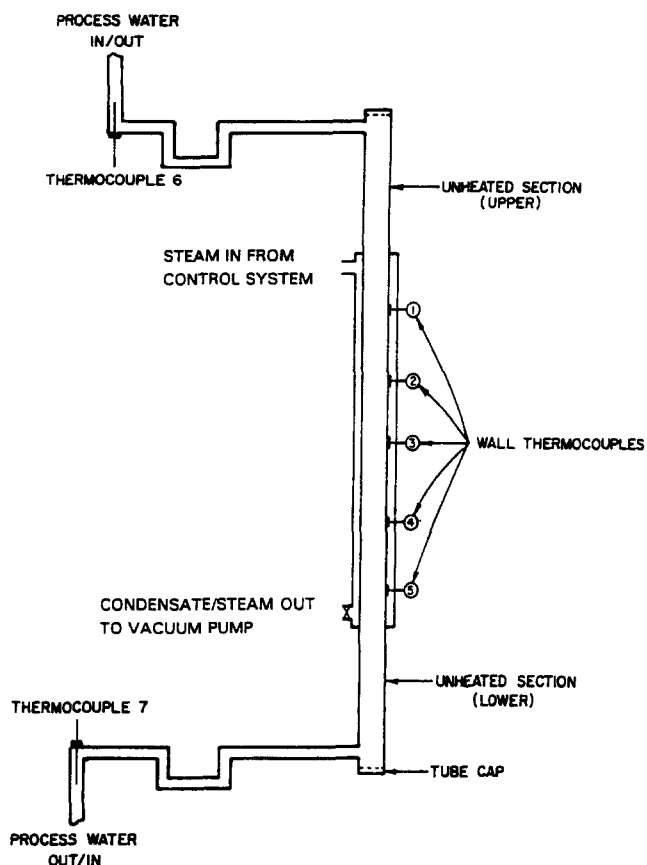 PROCESS WATER
IN/OUT
THERMOCOUPLE 6
UNHEATED SECTION
(UPPER)
STEAM IN FROM
CONTROL SYSTEM
1
2
3
WALL THERMOCOUPLES
4
5
CONDENSATE/STEAM OUT
TO VACUUM PUMP
UNHEATED SECTION
(LOWER)
THERMOCOUPLE 7
TUBE CAP
PROCESS WATER
OUT/IN